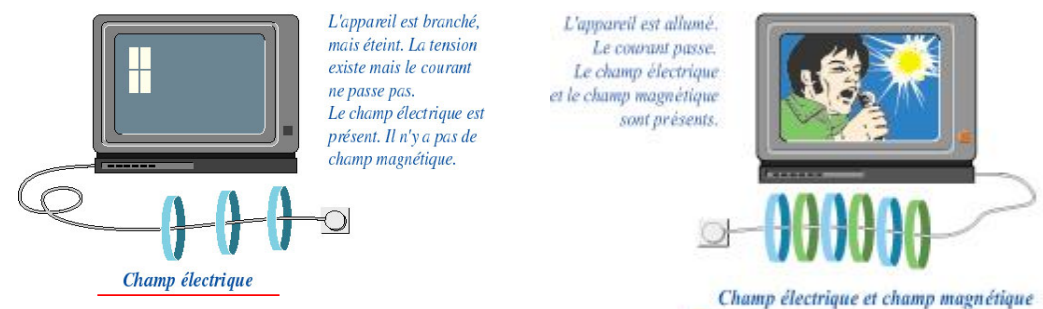 L'appareil est branché,
mais éteint. La tension
existe mais le courant
ne passe pas.
Le champ électrique est
présent. Il n'y a pas de
champ magnétique.
Champ électrique
L'appareil est allumé.
Le courant passe.
Le champ électrique
et le champ magnétique
sont présents.
Champ électrique et champ magnétique